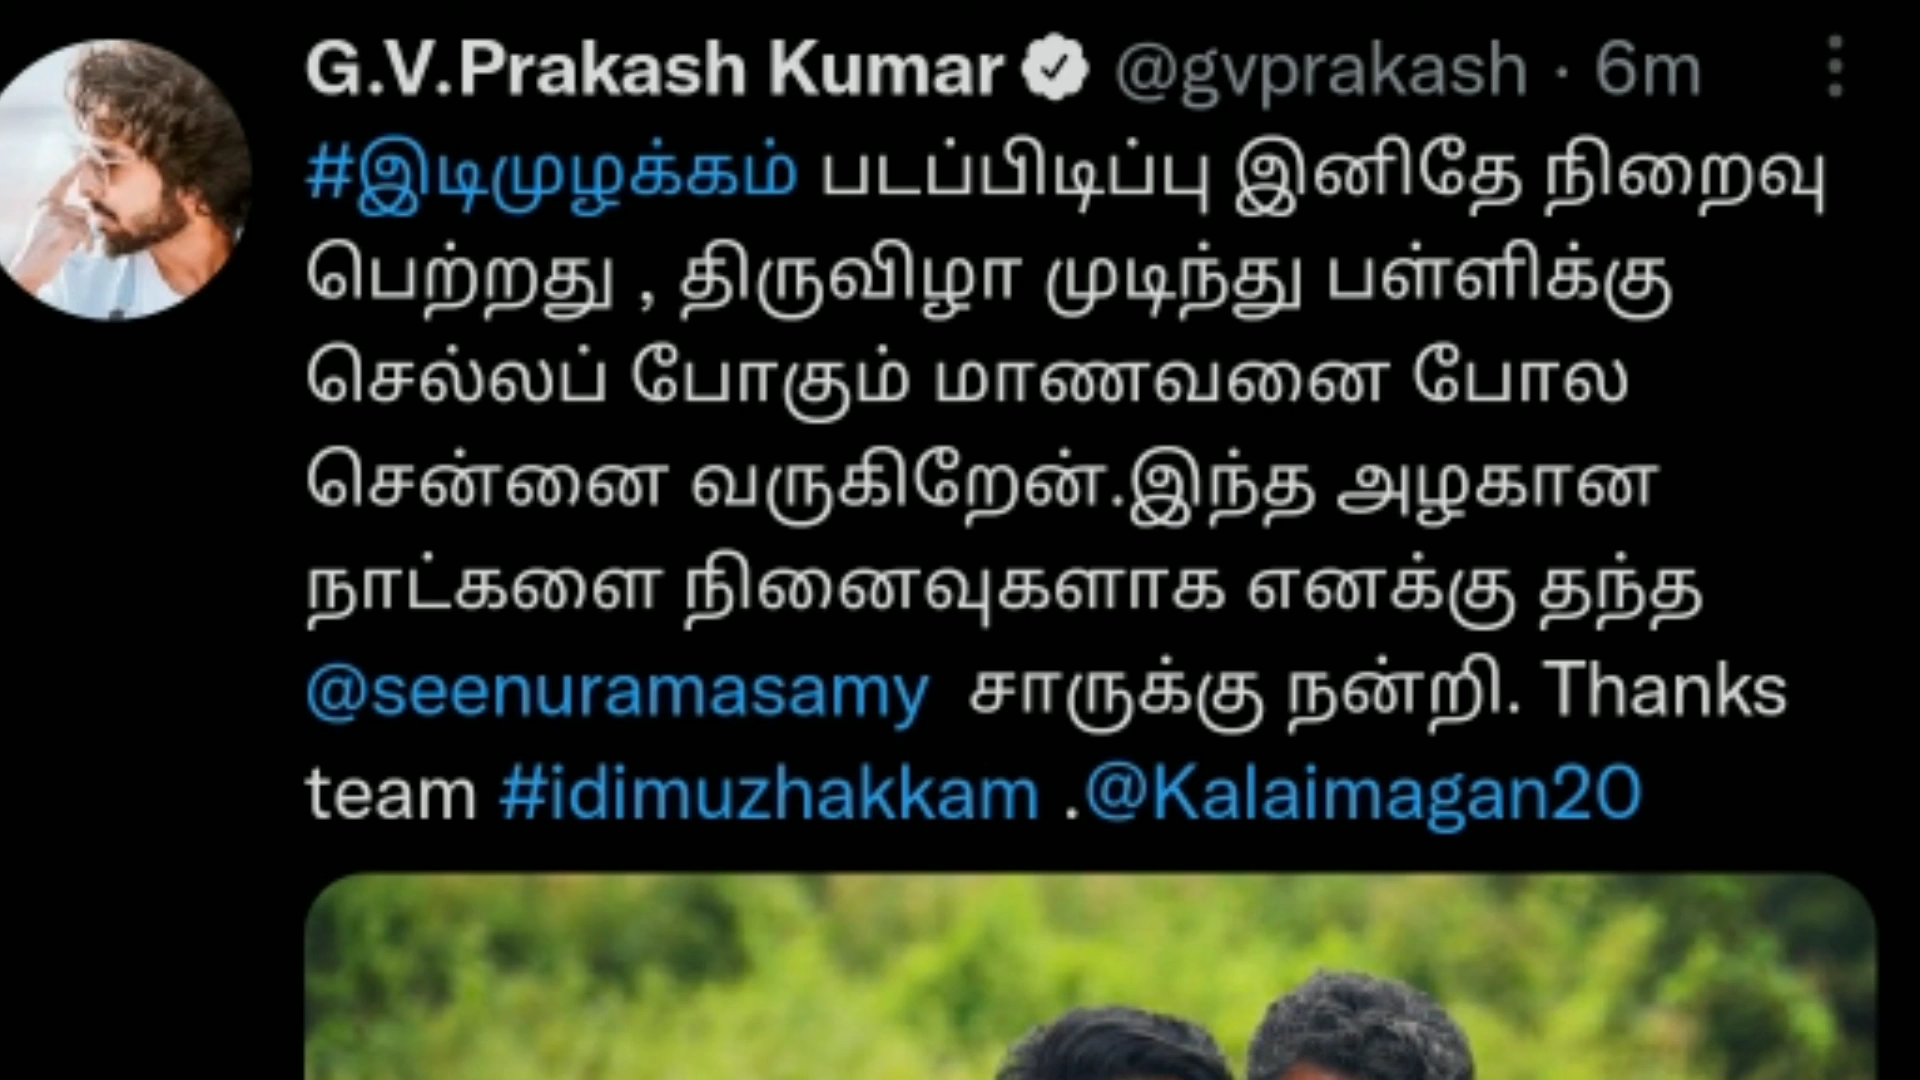 G.V.Prakash Kumar @gvprakash · 6m
#இடிமுழக்கம் படப்பிடிப்பு இனிதே நிறைவு
பெற்றது , திருவிழா முடிந்து பள்ளிக்கு
செல்லப் போகும் மாணவனை போல
சென்னை வருகிறேன்.இந்த அழகான
நாட்களை நினைவுகளாக எனக்கு தந்த
@seenuramasamy சாருக்கு நன்றி. Thanks
team #idimuzhakkam .@Kalaimagan20